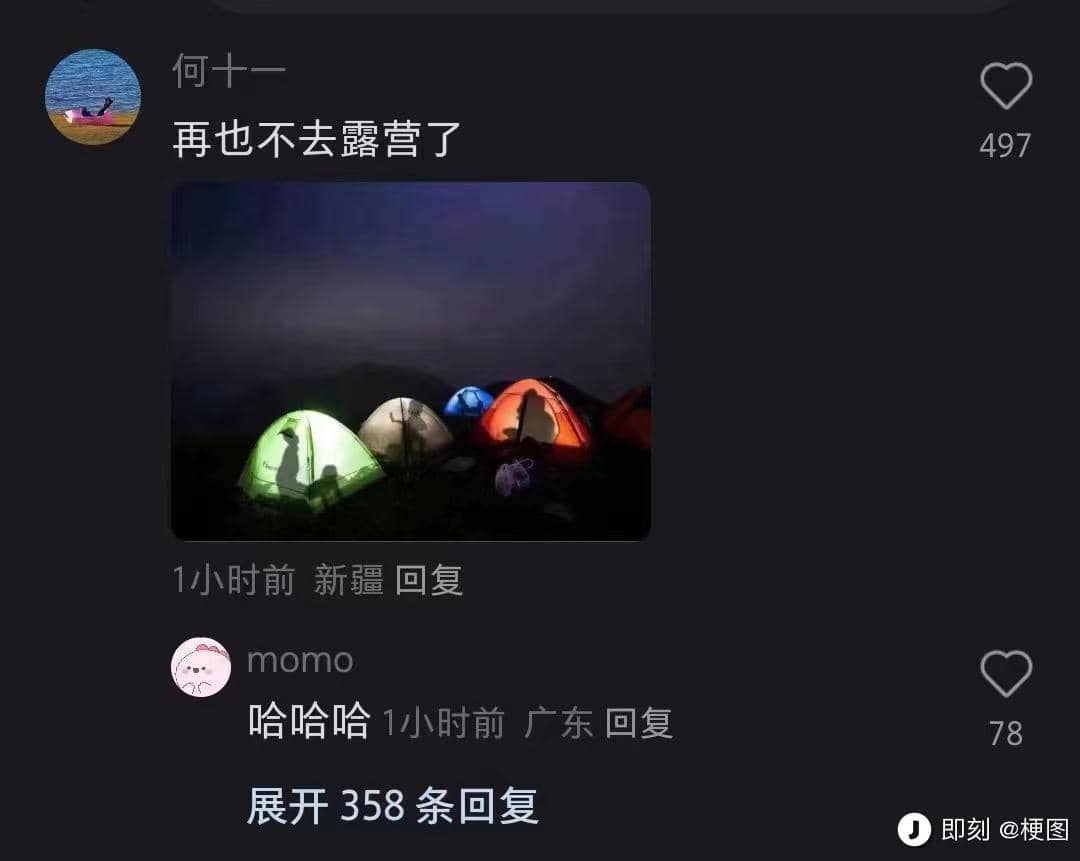 何十一
再也不去露营了
497
1小时前 新疆 回复
momo
哈哈哈 1小时前 广东 回复
78
展开 358 条回复
即刻 @梗图